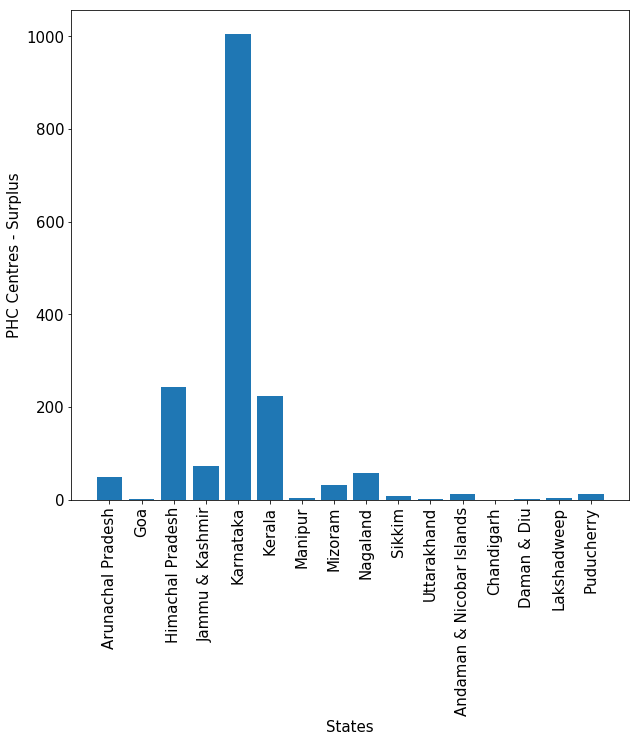 1000
800
600
400
200
0
PHC Centres - Surplus
Arunachal Pradesh
Goa
Himachal Pradesh
Jammu & Kashmir
Karnataka
Kerala
Manipur
Mizoram
Nagaland
Sikkim
Uttarakhand
Andaman & Nicobar Islands
Chandigarh
Daman & Diu
Lakshadweep
Puducherry
States